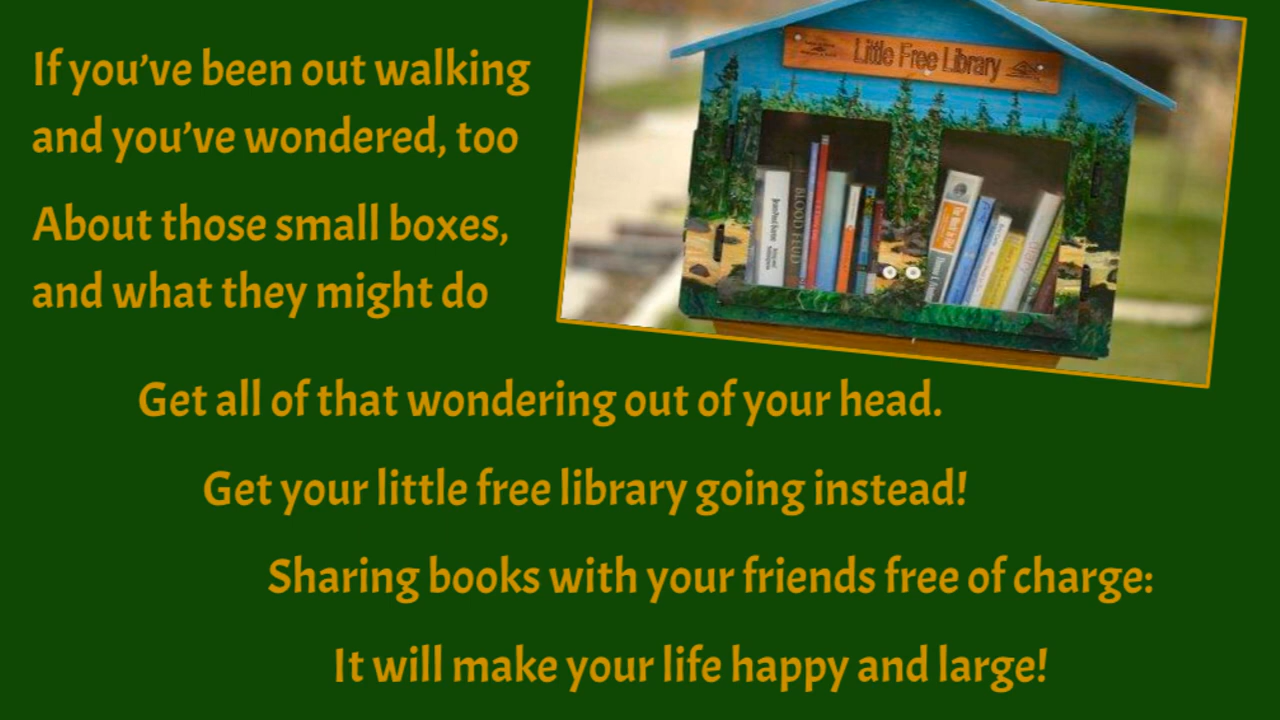 If you’ve been out walking
and you’ve wondered, too
About those small boxes,
and what they might do
Little Free Library
BLOOD FEUD
Get all of that wondering out of your head.
Get your little free library going instead!
Sharing books with your friends free of charge:
It will make your life happy and large!